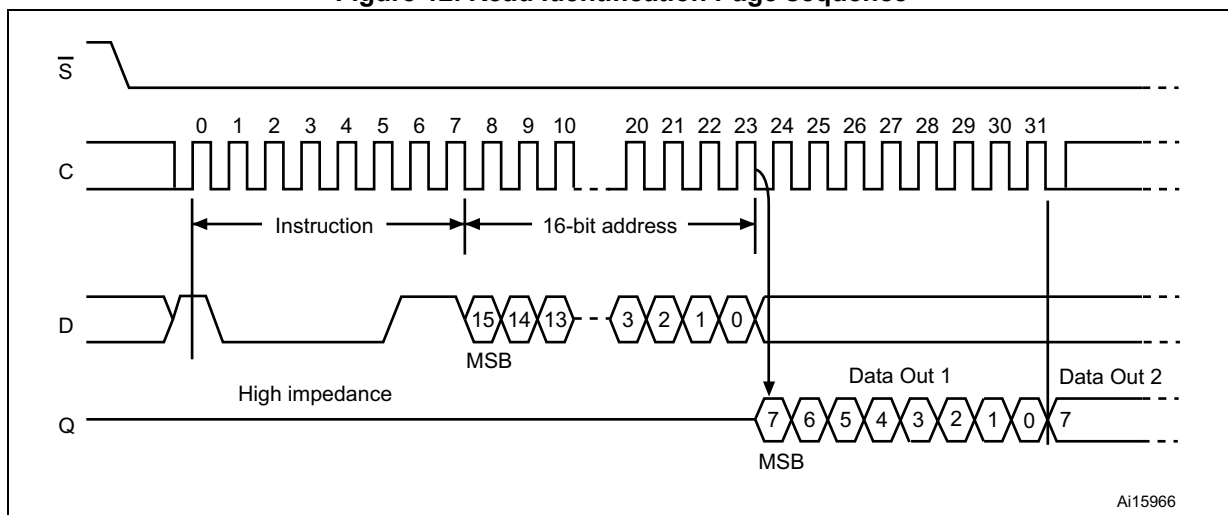 Figure 12. Read Identification Page sequence
S̅
0 1 2 3 4 5 6 7 8 9 10 20 21 22 23 24 25 26 27 28 29 30 31
C
Instruction 16-bit address
D 15 14 13 3 2 1 0
MSB
High impedance Data Out 1 Data Out 2
Q 7 6 5 4 3 2 1 0 7
MSB
Ai15966